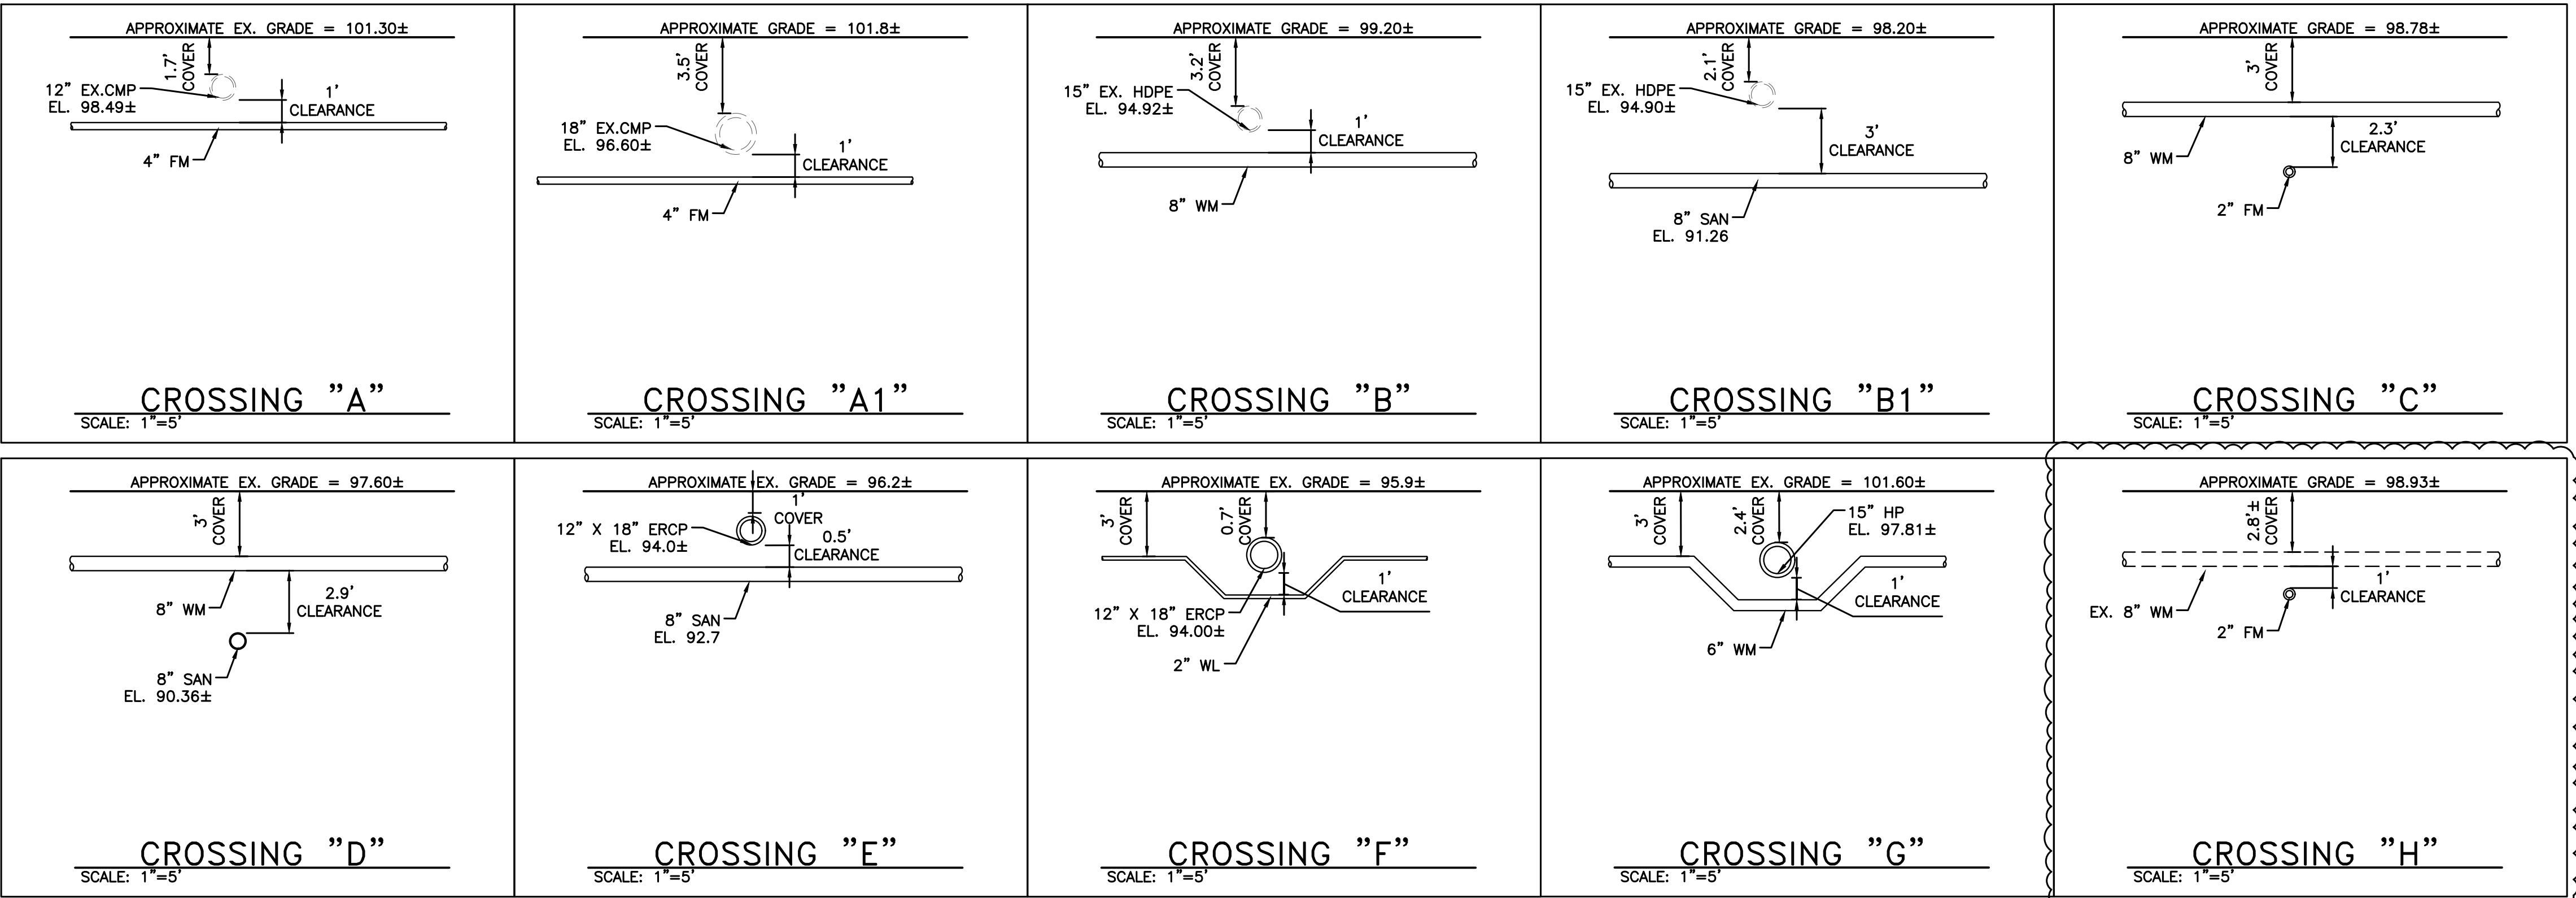 APPROXIMATE EX. GRADE = 101.30±
1.7'
COVER
12" EX.CMP
EL. 98.49±
1'
CLEARANCE
4" FM
CROSSING "A"
SCALE: 1"=5'
APPROXIMATE GRADE = 101.8±
3.5'
COVER
18" EX.CMP
EL. 96.60±
1'
CLEARANCE
4" FM
CROSSING "A1"
SCALE: 1"=5'
APPROXIMATE GRADE = 99.20±
3.2'
COVER
15" EX. HDPE
EL. 94.92±
1'
CLEARANCE
8" WM
CROSSING "B"
SCALE: 1"=5'
APPROXIMATE GRADE = 98.20±
2.1'
COVER
15" EX. HDPE
EL. 94.90±
3'
CLEARANCE
8" SAN
EL. 91.26
CROSSING "B1"
SCALE: 1"=5'
APPROXIMATE GRADE = 98.78±
3'
COVER
2.3'
CLEARANCE
8" WM
2" FM
CROSSING "C"
SCALE: 1"=5'
APPROXIMATE EX. GRADE = 97.60±
3'
COVER
8" WM
2.9'
CLEARANCE
8" SAN
EL. 90.36±
CROSSING "D"
SCALE: 1"=5'
APPROXIMATE EX. GRADE = 96.2±
1'
COVER
12" X 18" ERCP
EL. 94.0±
0.5'
CLEARANCE
8" SAN
EL. 92.7
CROSSING "E"
SCALE: 1"=5'
APPROXIMATE EX. GRADE = 95.9±
3'
COVER
0.7'
COVER
1'
CLEARANCE
12" X 18" ERCP
EL. 94.00±
2" WL
CROSSING "F"
SCALE: 1"=5'
APPROXIMATE EX. GRADE = 101.60±
3'
COVER
2.4'
COVER
15" HP
EL. 97.81±
1'
CLEARANCE
6" WM
CROSSING "G"
SCALE: 1"=5'
APPROXIMATE GRADE = 98.93±
2.8'±
COVER
1'
CLEARANCE
EX. 8" WM
2" FM
CROSSING "H"
SCALE: 1"=5'